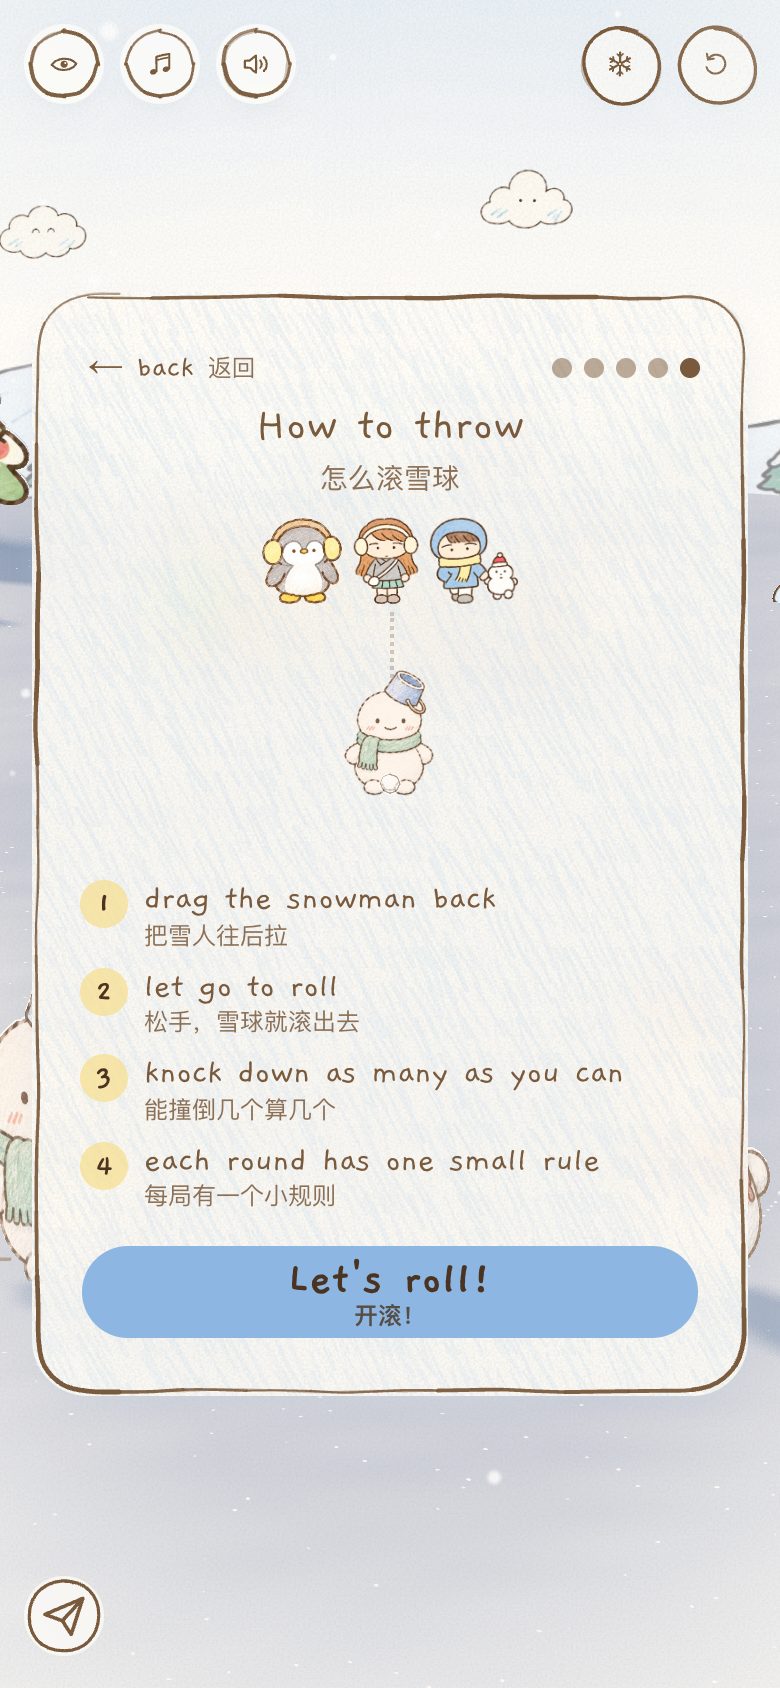 ← back 返回
How to throw
怎么滚雪球
1 drag the snowman back
把雪人往后拉
2 let go to roll
松手，雪球就滚出去
3 knock down as many as you can
能撞倒几个算几个
4 each round has one small rule
每局有一个小规则
Let's roll!
开滚！